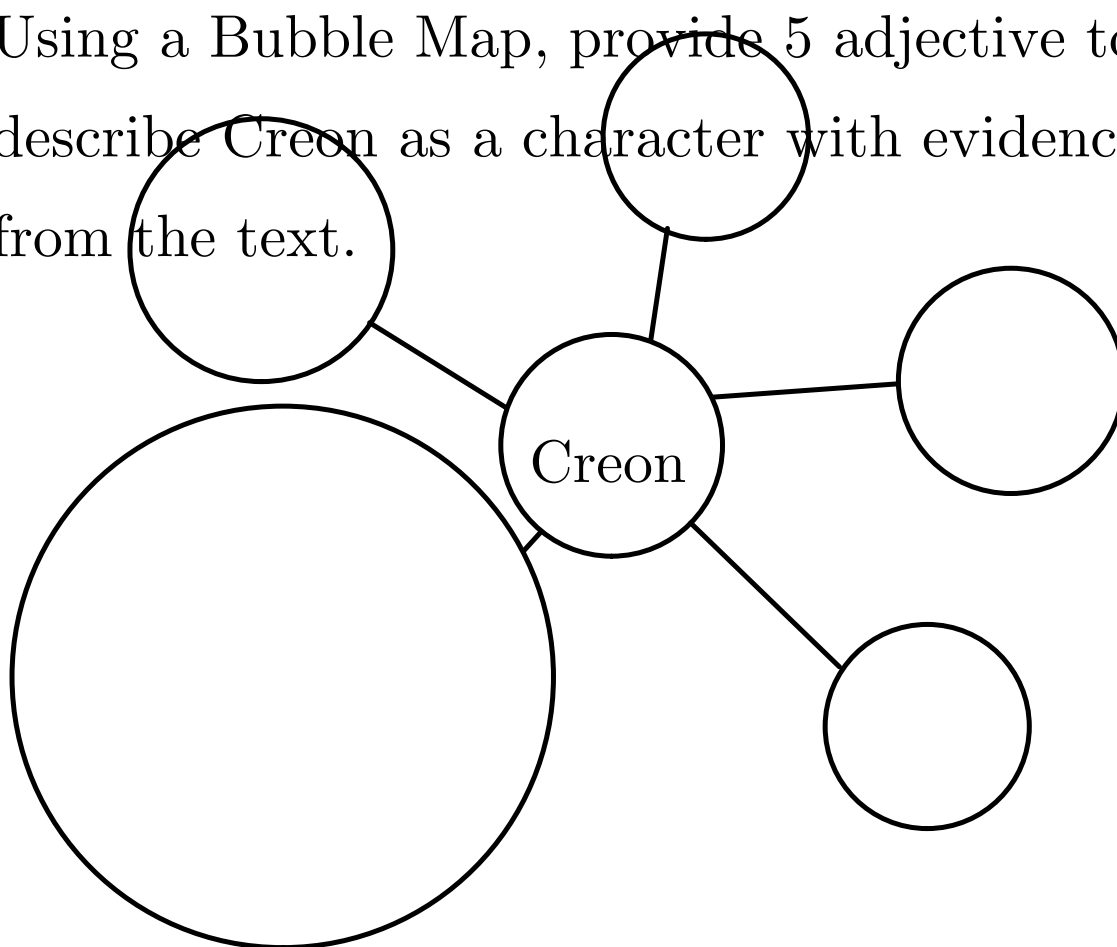 Using a Bubble Map, provide 5 adjective to
describe Creon as a character with evidenc
from the text.
Creon